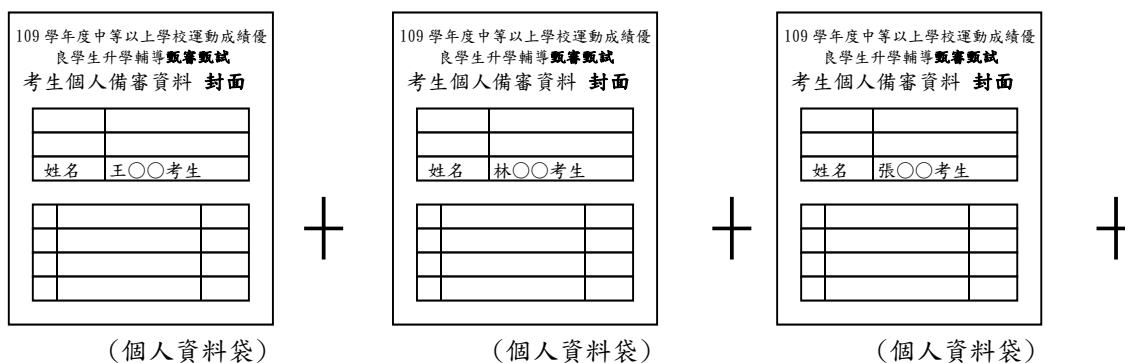 109 學年度中等以上學校運動成績優
良學生升學輔導甄審甄試
考生個人備審資料 封面
姓名 王○○考生
(個人資料袋)
+
109 學年度中等以上學校運動成績優
良學生升學輔導甄審甄試
考生個人備審資料 封面
姓名 林○○考生
(個人資料袋)
+
109 學年度中等以上學校運動成績優
良學生升學輔導甄審甄試
考生個人備審資料 封面
姓名 張○○考生
(個人資料袋)
+